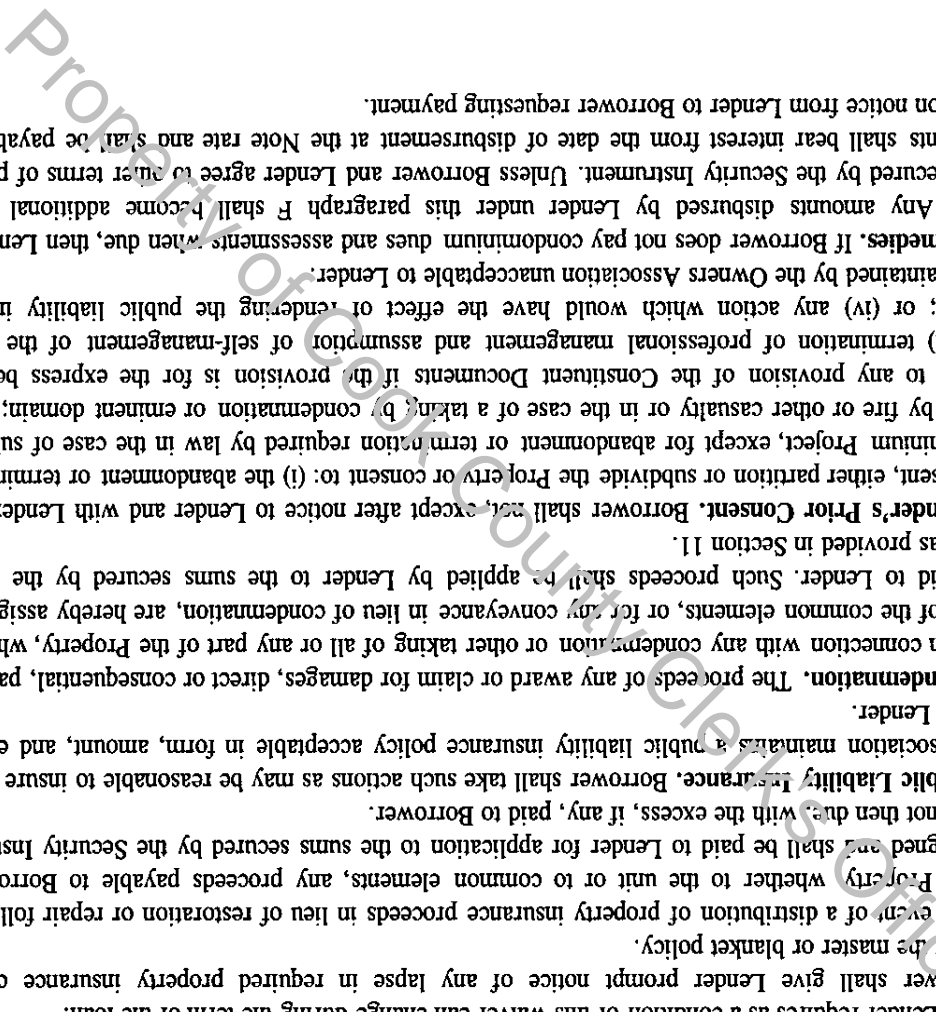 Lender requires as a condition of this waiver can change during the term of the loan.
wer shall give Lender prompt notice of any lapse in required property insurance c
the master or blanket policy.
event of a distribution of property insurance proceeds in lieu of restoration or repair foll
Property whether to the unit or to common elements, any proceeds payable to Borro
gned and shall be paid to Lender for application to the sums secured by the Security Inst
not then due, with the excess, if any, paid to Borrower.
blic Liability Insurance. Borrower shall take such actions as may be reasonable to insure
sociation maintains a public liability insurance policy acceptable in form, amount, and e
Lender.
ndemnation. The proceeds of any award or claim for damages, direct or consequential, pa
n connection with any condemnation or other taking of all or any part of the Property, wh
of the common elements, or for any conveyance in lieu of condemnation, are hereby assig
id to Lender. Such proceeds shall be applied by Lender to the sums secured by the
as provided in Section 11.
nder's Prior Consent. Borrower shall not, except after notice to Lender and with Lender
sent, either partition or subdivide the Property or consent to: (i) the abandonment or termin
minium Project, except for abandonment or termination required by law in the case of su
by fire or other casualty or in the case of a taking by condemnation or eminent domain;
to any provision of the Constituent Documents if the provision is for the express be
) termination of professional management and assumption of self-management of the
; or (iv) any action which would have the effect of rendering the public liability in
aintained by the Owners Association unacceptable to Lender.
medies. If Borrower does not pay condominium dues and assessments when due, then Len
Any amounts disbursed by Lender under this paragraph F shall become additional
ecured by the Security Instrument. Unless Borrower and Lender agree to other terms of p
nts shall bear interest from the date of disbursement at the Note rate and shall be payab
on notice from Lender to Borrower requesting payment.
Property of Cook County Clerk's Offic